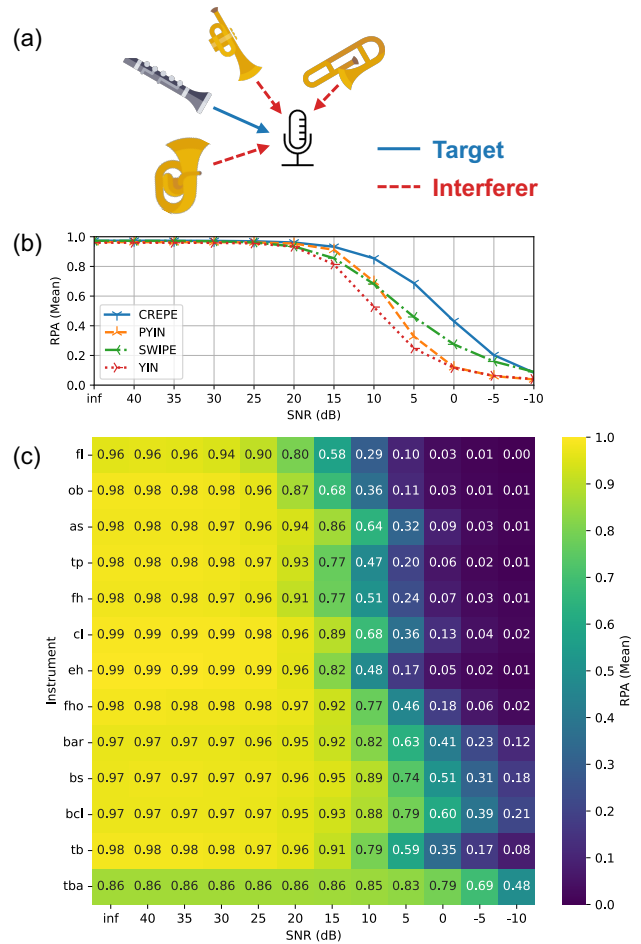 (a)
Target
Interferer
(b)
RPA (Mean)
1.0
0.8
0.6
0.4
0.2
0.0
CREPE
PYIN
SWIPE
YIN
inf 40 35 30 25 20 15 10 5 0 -5 -10
SNR (dB)
(c)
Instrument
fl 0.96 0.96 0.96 0.94 0.90 0.80 0.58 0.29 0.10 0.03 0.01 0.00
ob 0.98 0.98 0.98 0.98 0.96 0.87 0.68 0.36 0.11 0.03 0.01 0.01
as 0.98 0.98 0.98 0.97 0.96 0.94 0.86 0.64 0.32 0.09 0.03 0.01
tp 0.98 0.98 0.98 0.98 0.97 0.93 0.77 0.47 0.20 0.06 0.02 0.01
fh 0.98 0.98 0.98 0.97 0.96 0.91 0.77 0.51 0.24 0.07 0.03 0.01
cl 0.99 0.99 0.99 0.98 0.98 0.96 0.89 0.68 0.36 0.13 0.04 0.02
eh 0.99 0.99 0.99 0.99 0.98 0.96 0.82 0.48 0.17 0.05 0.02 0.01
fho 0.98 0.98 0.98 0.98 0.98 0.97 0.92 0.77 0.46 0.18 0.06 0.02
bar 0.97 0.97 0.97 0.97 0.96 0.95 0.92 0.82 0.63 0.41 0.23 0.12
bs 0.97 0.97 0.97 0.97 0.97 0.96 0.95 0.89 0.74 0.51 0.31 0.18
bcl 0.97 0.97 0.97 0.97 0.96 0.95 0.93 0.88 0.79 0.60 0.39 0.21
tb 0.98 0.98 0.98 0.98 0.97 0.96 0.91 0.79 0.59 0.35 0.17 0.08
tba 0.86 0.86 0.86 0.86 0.86 0.86 0.86 0.85 0.83 0.79 0.69 0.48
inf 40 35 30 25 20 15 10 5 0 -5 -10
SNR (dB)
1.0
0.9
0.8
0.7
0.6
0.5
0.4
0.3
0.2
0.1
0.0
RPA (Mean)